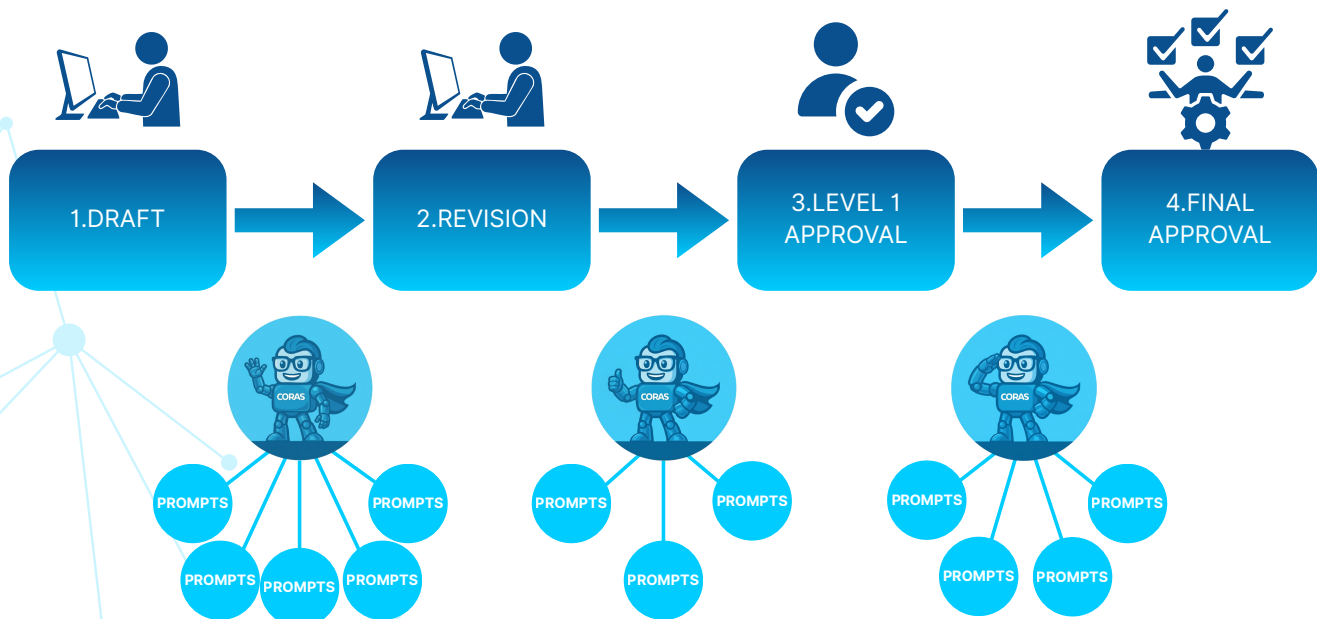 1.DRAFT
2.REVISION
3.LEVEL 1
APPROVAL
4.FINAL
APPROVAL
CORAS
CORAS
CORAS
PROMPTS
PROMPTS
PROMPTS
PROMPTS
PROMPTS
PROMPTS
PROMPTS
PROMPTS
PROMPTS
PROMPTS
PROMPTS
PROMPTS